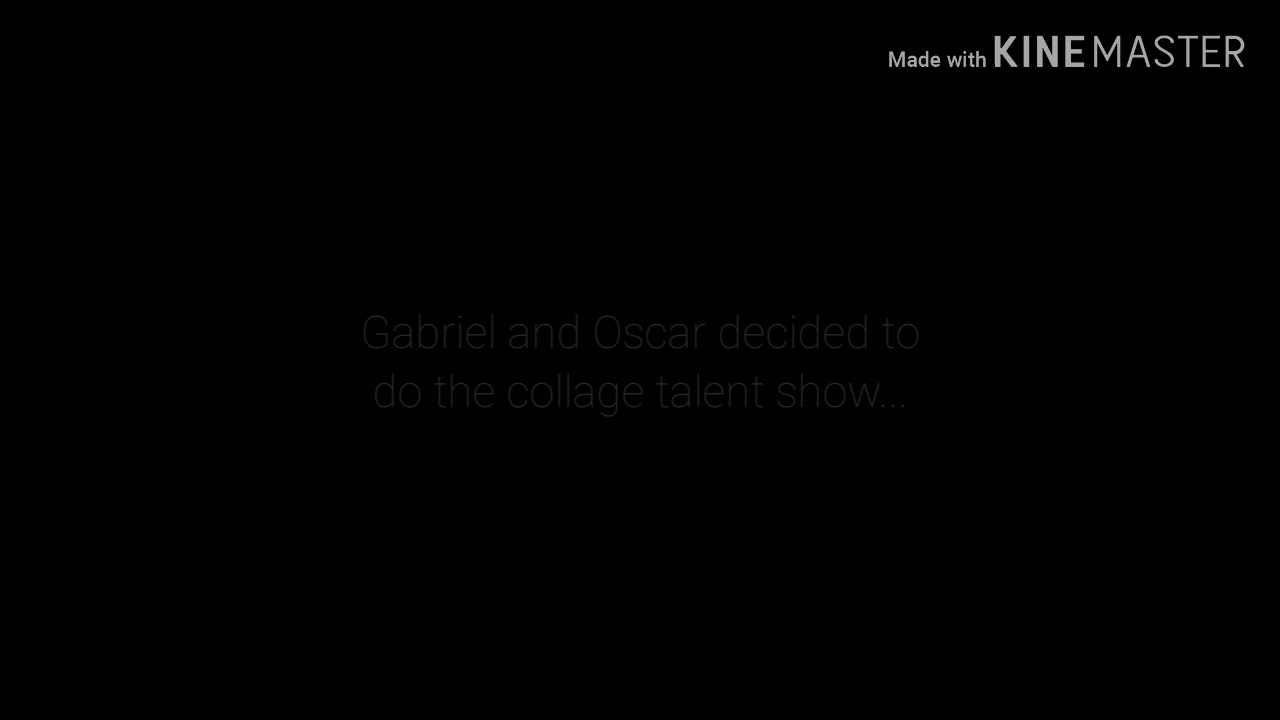 Made with KINEMASTER
Gabriel and Oscar decided to
do the collage talent show...